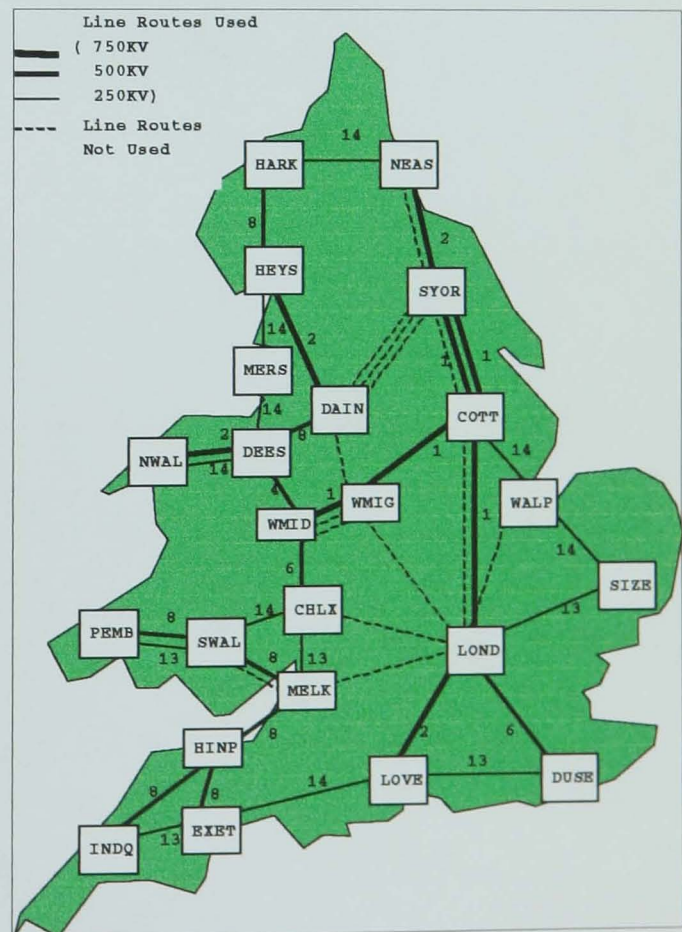 Line Routes Used
( 750KV
500KV
250KV)
Line Routes
Not Used
14
HARK
NEAS
8
2
HEYS
SYOR
14
2
1
1
MERS
DAIN
COTT
14
8
2
14
1
14
NWAL
DEES
4
1
WMIG
1
WALP
WMID
14
6
SIZE
CHLX
14
13
8
PEMB
SWAL
LOND
13
8
13
MELK
8
HINP
2
6
14
13
8
8
LOVE
DUSE
13
EXET
INDQ